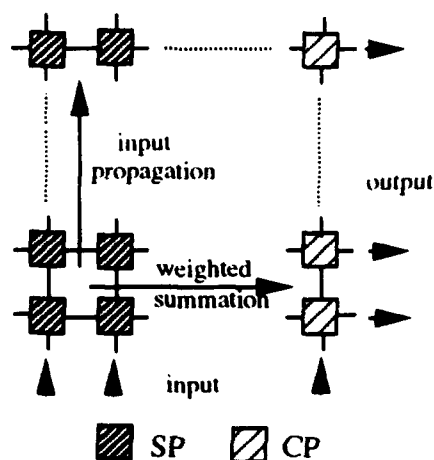 input
propagation
output
weighted
summation
input
SP
CP